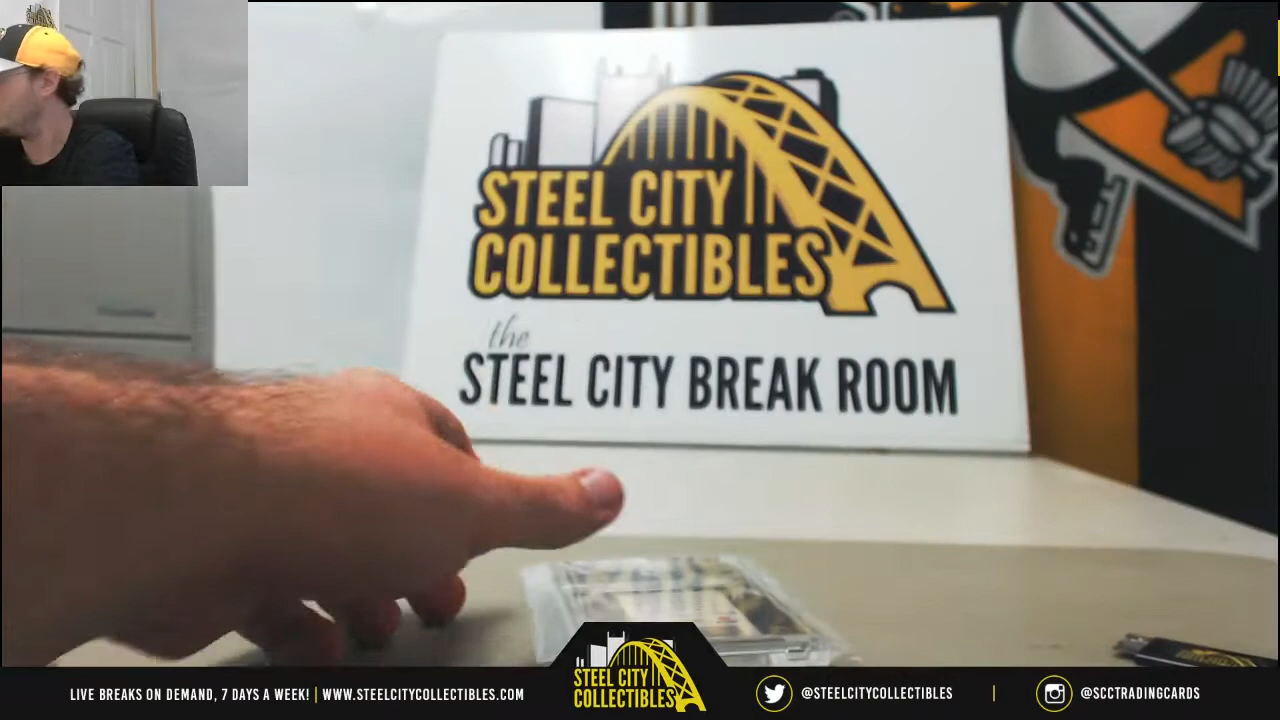 STEEL CITY
COLLECTIBLES
the
STEEL CITY BREAK ROOM
LIVE BREAKS ON DEMAND, 7 DAYS A WEEK! | WWW.STEELCITYCOLLECTIBLES.COM
STEEL CITY
COLLECTIBLES
@STEELCITYCOLLECTIBLES | @SCCTRADINGCARDS